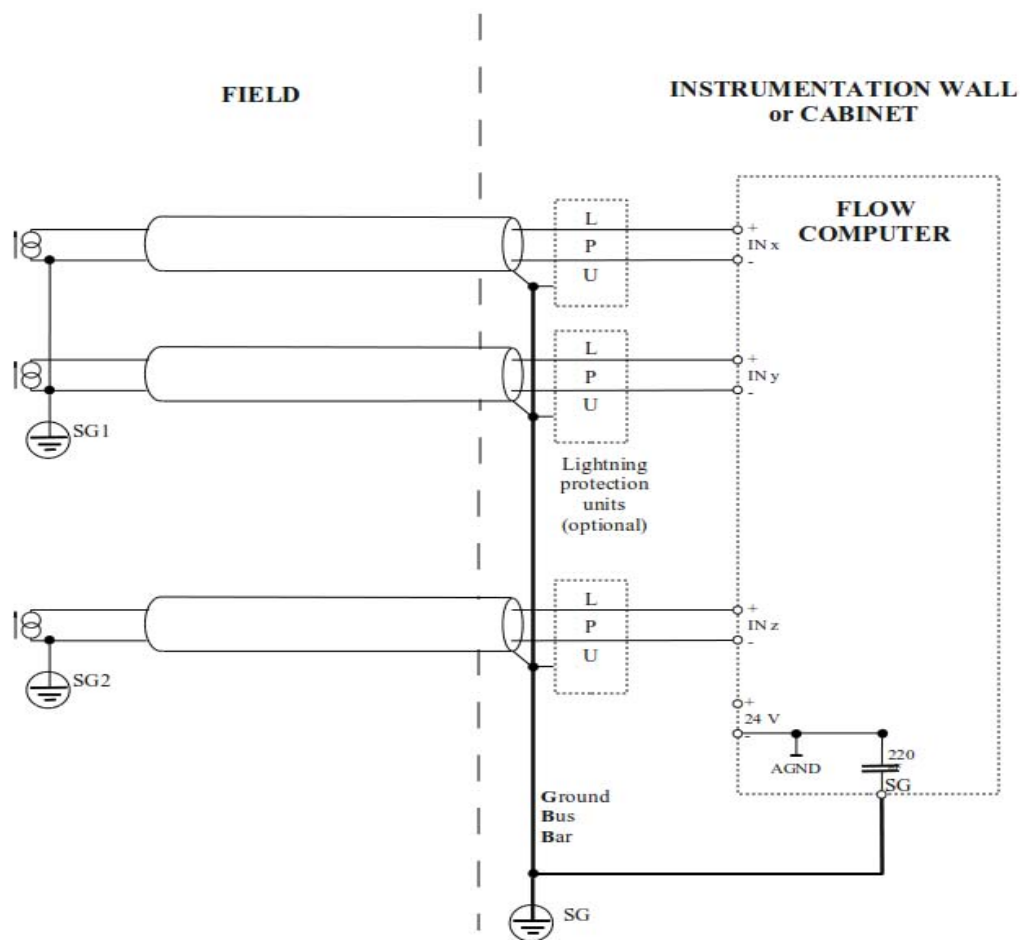 FIELD
INSTRUMENTATION WALL
or CABINET
FLOW
COMPUTER
L
P
U
+
IN x
-
L
P
U
+
IN y
-
SG1
Lightning
protection
units
(optional)
L
P
U
+
IN z
-
SG2
+
24 V
-
AGND
220
SG
Ground
Bus
Bar
SG